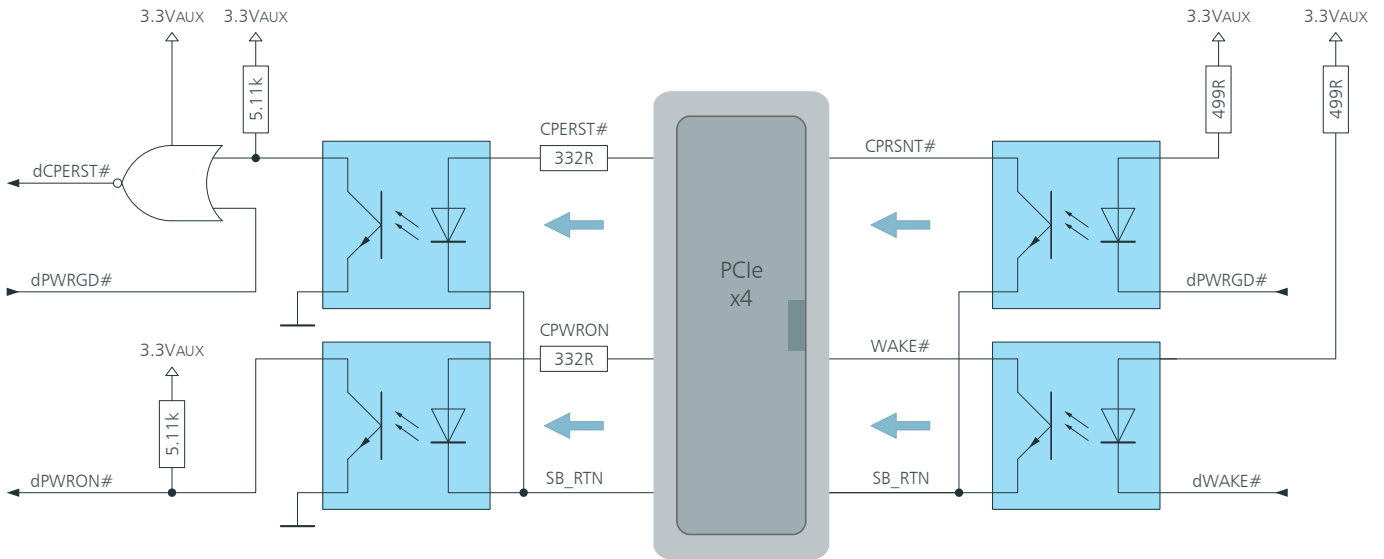 3.3VAUX 3.3VAUX 3.3VAUX 3.3VAUX
5.11k
499R
499R
CPERST#
332R
CPRSNT#
dCPERST#
dPWRGD#
PCIe
x4
dPWRGD#
CPWRON
332R
WAKE#
3.3VAUX
5.11k
dPWRON#
SB_RTN
SB_RTN
dWAKE#